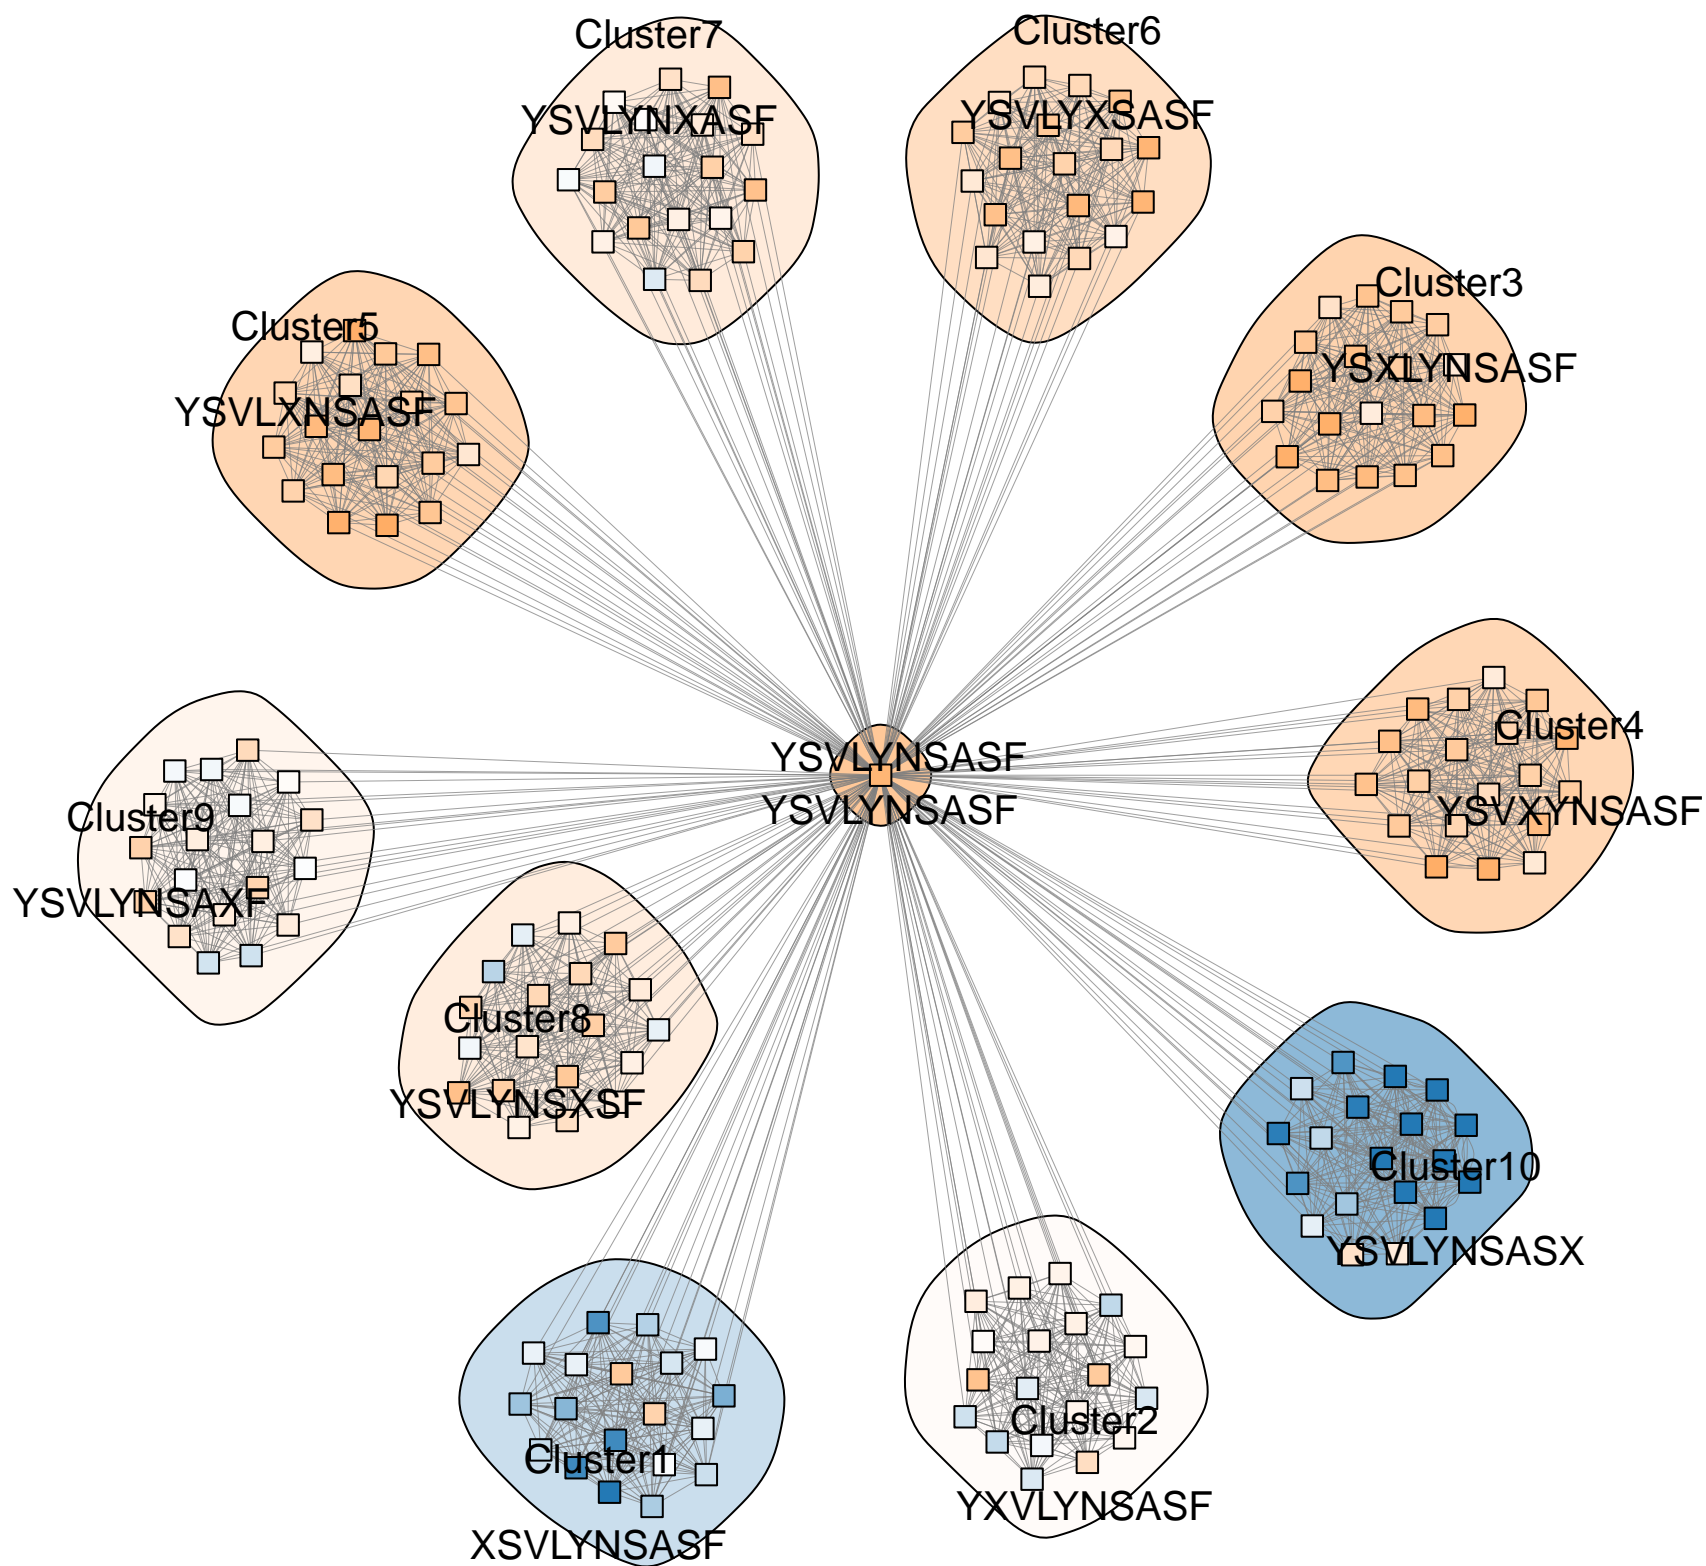 Cluster7
YSVLYNXASF
Cluster6
YSVLYXSASF
Cluster3
YSXLYNSASF
Cluster5
YSVLXNSASF
Cluster4
YSVXYNSASF
YSVLYNSASF
YSVLYNSASF
Cluster9
YSVLYNSAXF
Cluster8
YSVLYNSXSF
Cluster10
YSVLYNSASX
Cluster1
XSVLYNSASF
Cluster2
YXVLYNSASF